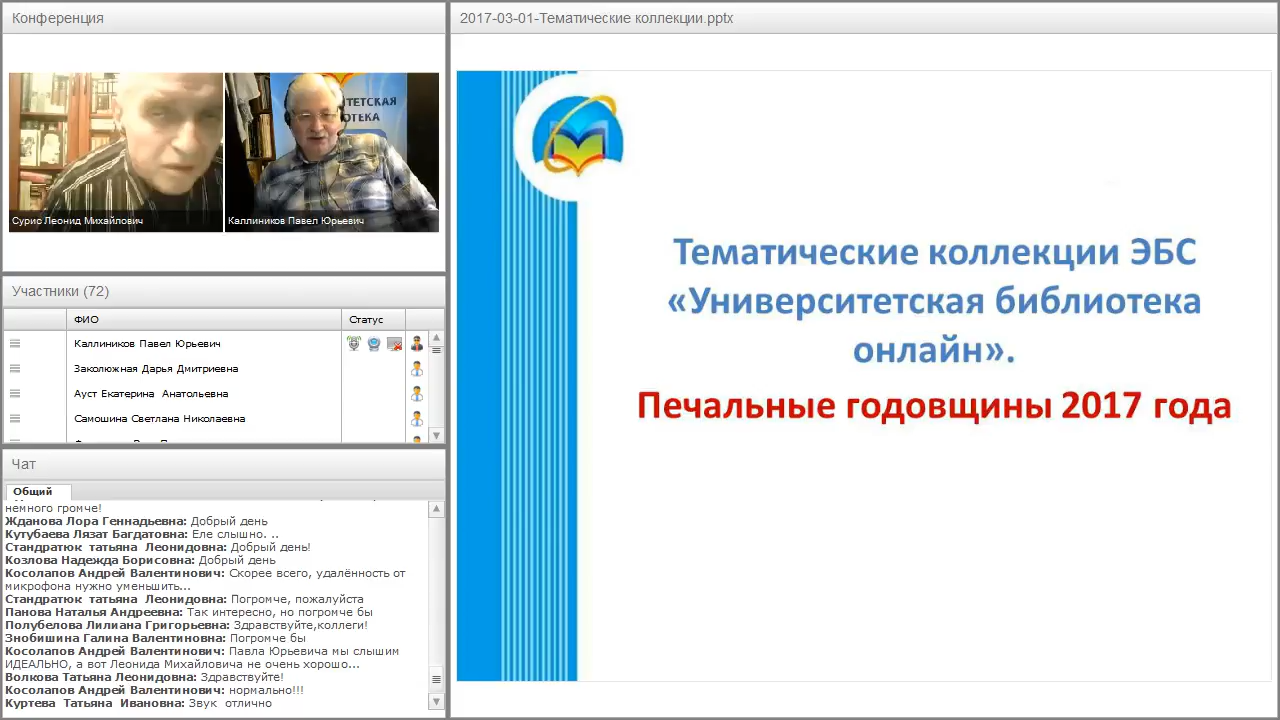 Конференция
ТЕТСКАЯ
ОТЕКА
Сурис Леонид Михайлович
Каллиников Павел Юрьевич
Участники (72)
ФИО
Статус
Каллиников Павел Юрьевич
Заколюжная Дарья Дмитриевна
Ауст Екатерина Анатольевна
Самошина Светлана Николаевна
Чат
Общий
немного громче!
Жданова Лора Геннадьевна: Добрый день
Кутубаева Лязат Багдатовна: Еле слышно. ..
Стандратюк татьяна Леонидовна: Добрый день!
Козлова Надежда Борисовна: Добрый день
Косолапов Андрей Валентинович: Скорее всего, удалённость от
микрофона нужно уменьшить...
Стандратюк татьяна Леонидовна: Погромче, пожалуйста
Панова Наталья Андреевна: Так интересно, но погромче бы
Полубелова Лилиана Григорьевна: Здравствуйте,коллеги!
Знобишина Галина Валентиновна: Погромче бы
Косолапов Андрей Валентинович: Павла Юрьевича мы слышим
ИДЕАЛЬНО, а вот Леонида Михайловича не очень хорошо...
Волкова Татьяна Леонидовна: Здравствуйте!
Косолапов Андрей Валентинович: нормально!!!
Куртева Татьяна Ивановна: Звук отлично
2017-03-01-Тематические коллекции.pptx
Тематические коллекции ЭБС
«Университетская библиотека
онлайн».
Печальные годовщины 2017 года